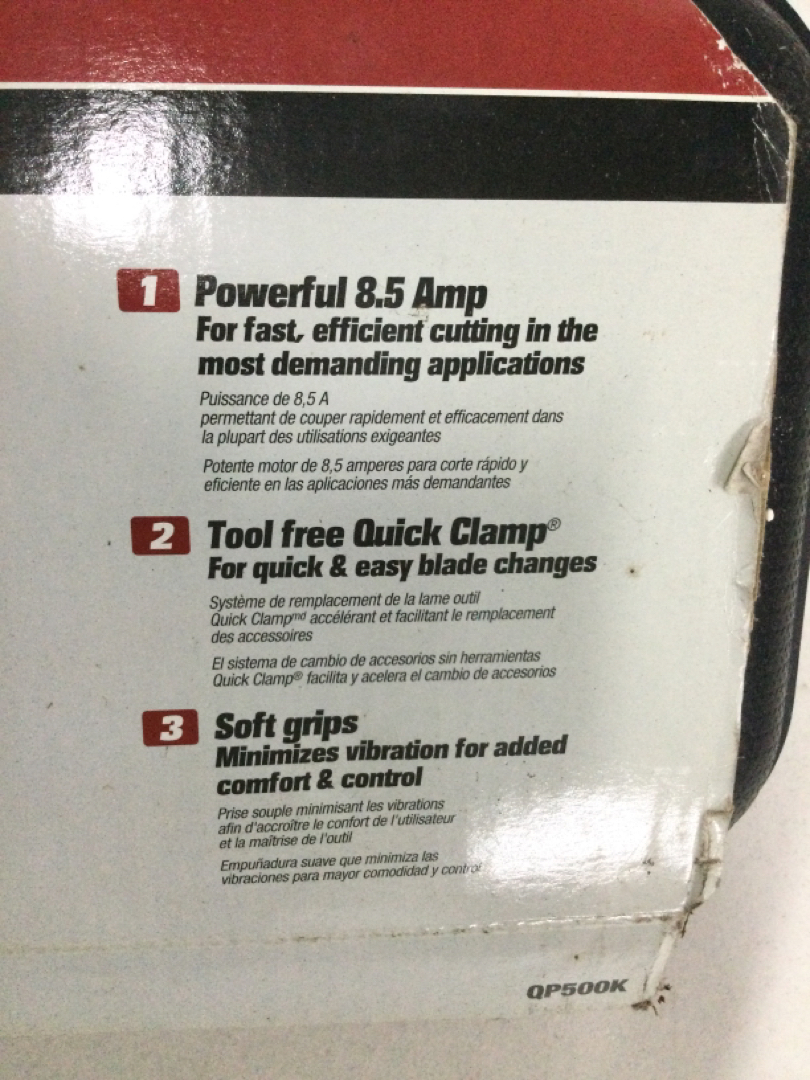 1 Powerful 8.5 Amp
For fast, efficient cutting in the
most demanding applications
Puissance de 8,5 A
permettant de couper rapidement et efficacement dans
la plupart des utilisations exigeantes
Potente motor de 8,5 amperes para corte rápido y
eficiente en las aplicaciones más demandantes
2 Tool free Quick Clamp®
For quick & easy blade changes
Système de remplacement de la lame outil
Quick Clampmd accélérant et facilitant le remplacement
des accessoires
El sistema de cambio de accesorios sin herramientas
Quick Clamp® facilita y acelera el cambio de accesorios
3 Soft grips
Minimizes vibration for added
comfort & control
Prise souple minimisant les vibrations
afin d'accroître le confort de l'utilisateur
et la maîtrise de l'outil
Empuñadura suave que minimiza las
vibraciones para mayor comodidad y control
QP500K